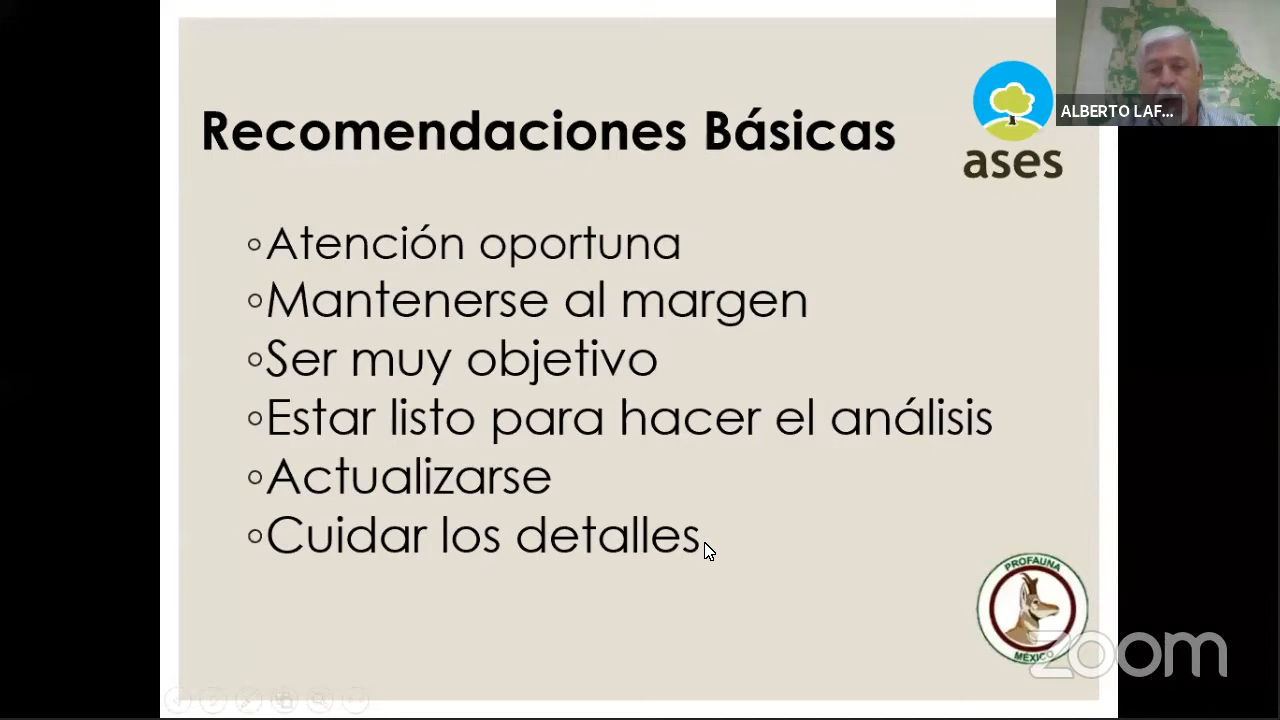 Recomendaciones Básicas
ases
ALBERTO LAF...
◦Atención oportuna
◦Mantenerse al margen
◦Ser muy objetivo
◦Estar listo para hacer el análisis
◦Actualizarse
◦Cuidar los detalles
PROFAUNA
MÉXICO
zoom